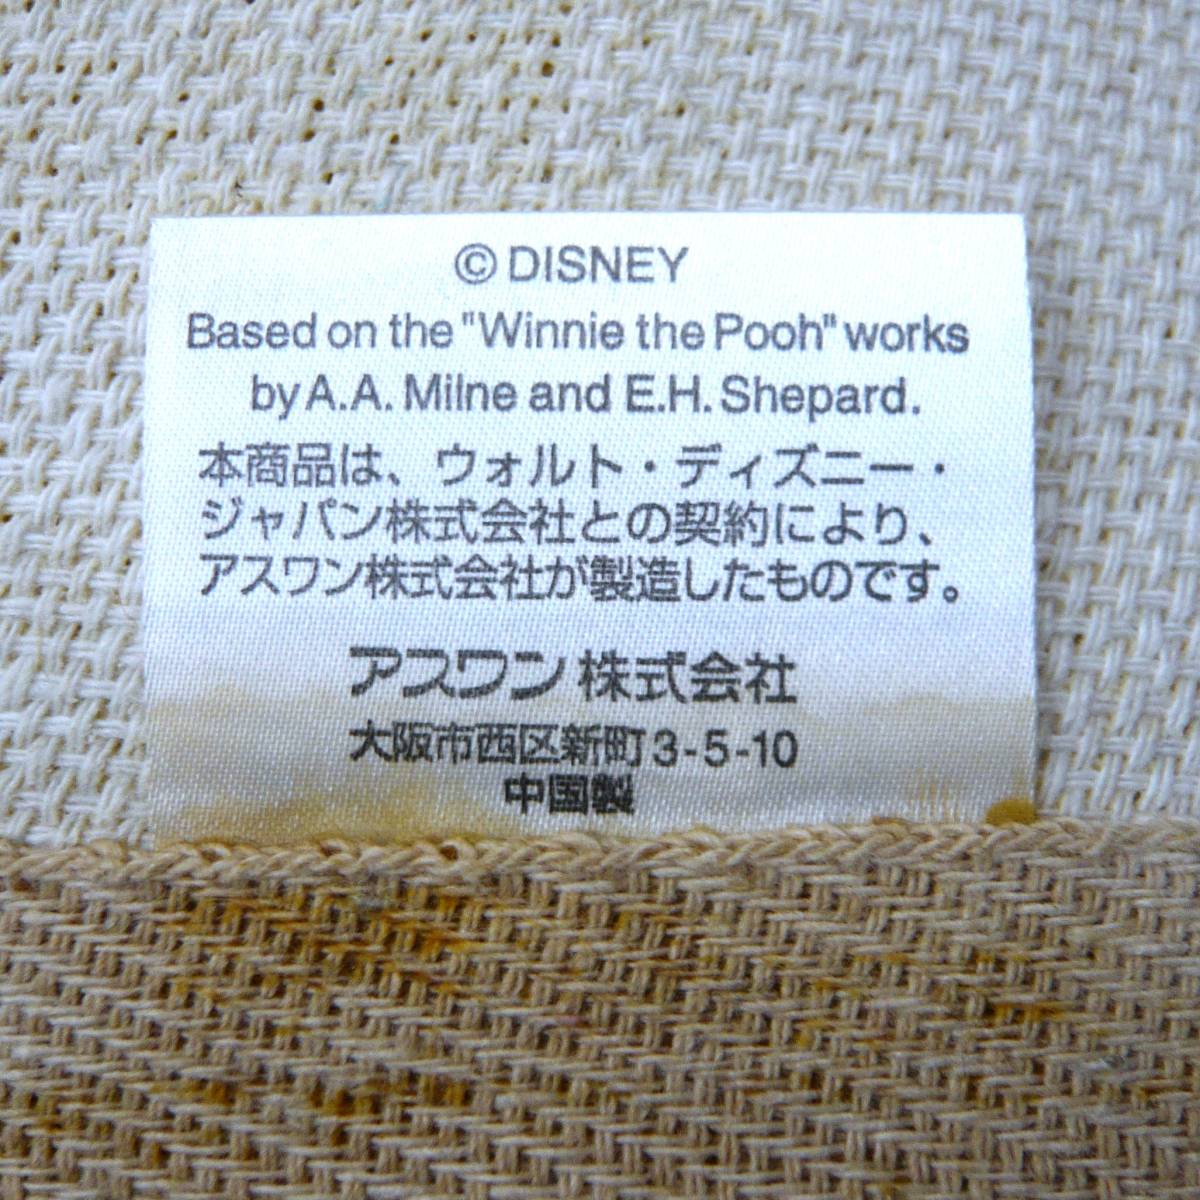 © DISNEY
Based on the "Winnie the Pooh" works
by A.A. Milne and E.H. Shepard.
本商品は、ウォルト・ディズニー・
ジャパン株式会社との契約により、
アスワン株式会社が製造したものです。
アスワン 株式会社
大阪市西区新町3-5-10
中国製